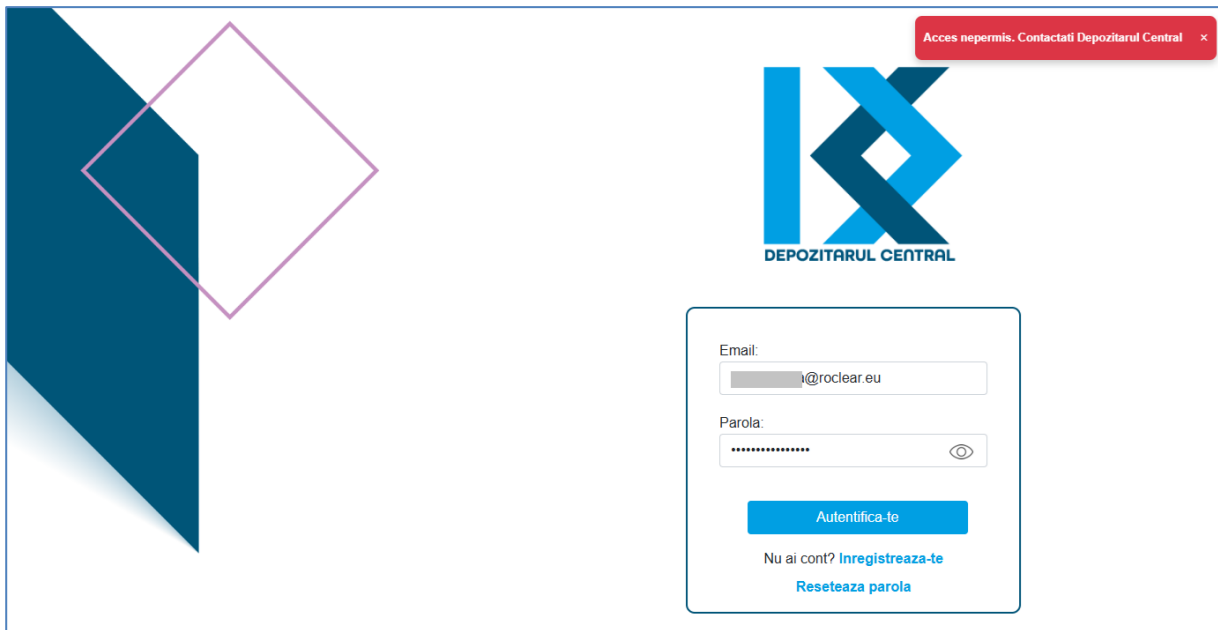 Acces nepermis. Contactati Depozitarul Central ×
DEPOZITARUL CENTRAL
Email:
@roclear.eu
Parola:
Autentifica-te
Nu ai cont? Inregistreaza-te
Reseteaza parola